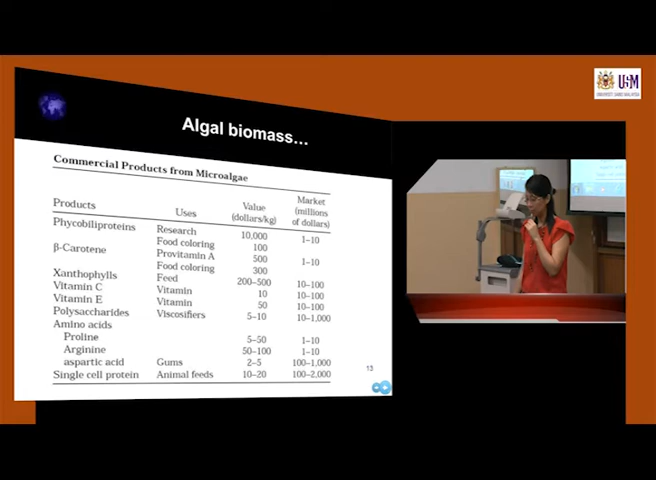 USM
UNIVERSITI SAINS MALAYSIA
Algal biomass...
Commercial Products from Microalgae
Products Uses Value (dollars/kg) Market (millions of dollars)
Phycobiliproteins Research 10,000 1–10
Food coloring 100
β-Carotene Provitamin A 500 1–10
Food coloring 300
Xanthophylls Feed 200–500 10–100
Vitamin C Vitamin 10 10–100
Vitamin E Vitamin 50 10–100
Polysaccharides Viscosifiers 5–10 10–1,000
Amino acids
Proline 5–50 1–10
Arginine 50–100 1–10
aspartic acid Gums 2–5 100–1,000
Single cell protein Animal feeds 10–20 100–2,000
13